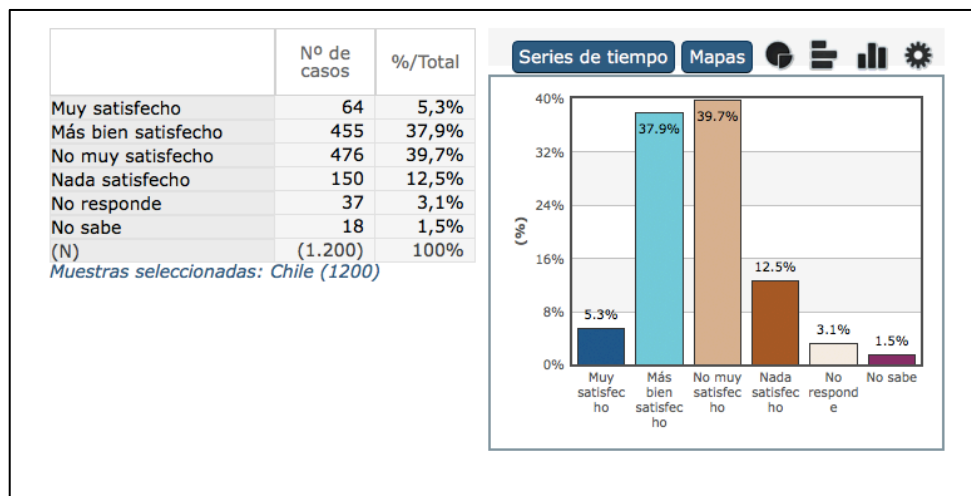 Nº de casos %/Total
Muy satisfecho 64 5,3%
Más bien satisfecho 455 37,9%
No muy satisfecho 476 39,7%
Nada satisfecho 150 12,5%
No responde 37 3,1%
No sabe 18 1,5%
(N) (1.200) 100%
Muestras seleccionadas: Chile (1200)
Series de tiempo Mapas
(%)
40%
32%
24%
16%
8%
0%
5.3%
37.9%
39.7%
12.5%
3.1%
1.5%
Muy
satisfec
ho
Más
bien
satisfec
ho
No muy
satisfec
ho
Nada
satisfec
ho
No
respond
e
No sabe